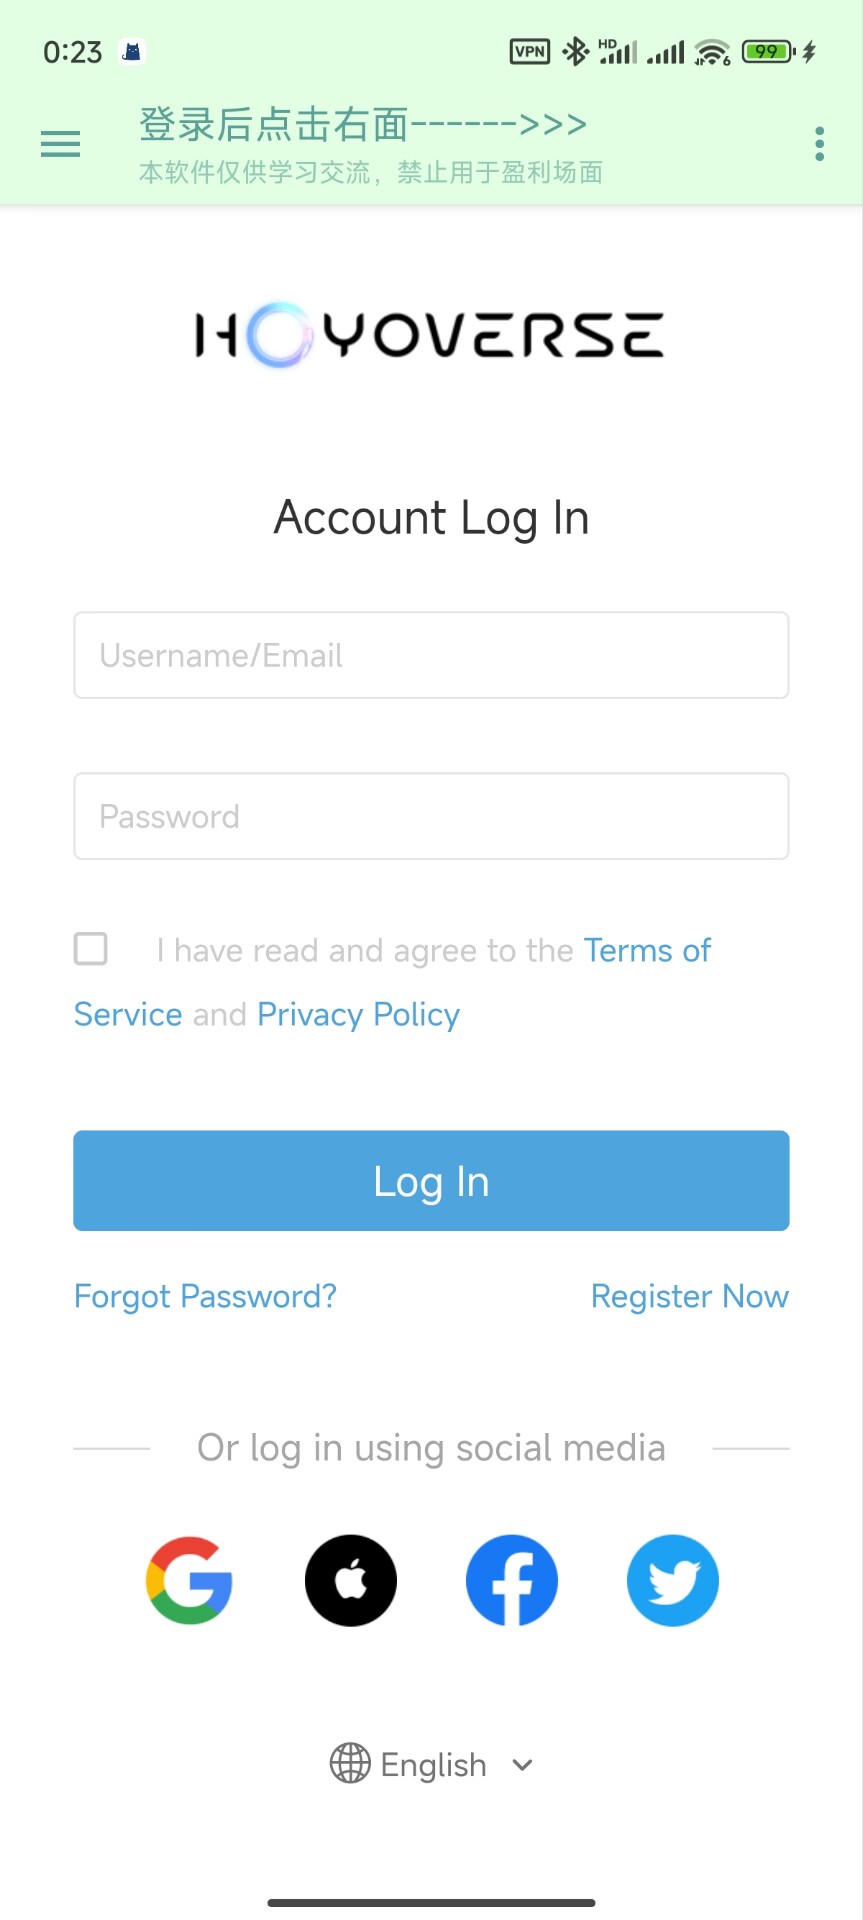 0:23 VPN HD 6 99
登录后点击右面------>>>
本软件仅供学习交流，禁止用于盈利场面
HOYOVERSE
Account Log In
Username/Email
Password
I have read and agree to the Terms of
Service and Privacy Policy
Log In
Forgot Password? Register Now
Or log in using social media
English